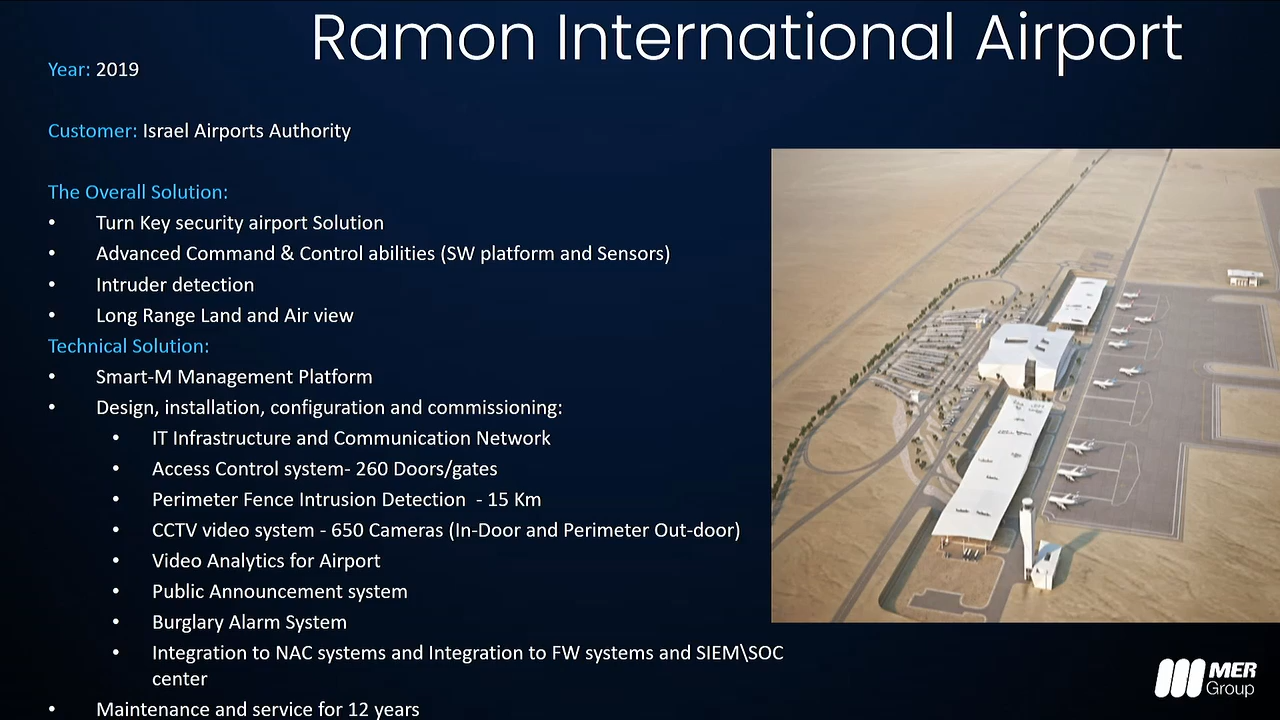 Ramon International Airport
Year: 2019
Customer: Israel Airports Authority
The Overall Solution:
• Turn Key security airport Solution
• Advanced Command & Control abilities (SW platform and Sensors)
• Intruder detection
• Long Range Land and Air view
Technical Solution:
• Smart-M Management Platform
• Design, installation, configuration and commissioning:
• IT Infrastructure and Communication Network
• Access Control system- 260 Doors/gates
• Perimeter Fence Intrusion Detection  - 15 Km
• CCTV video system - 650 Cameras (In-Door and Perimeter Out-door)
• Video Analytics for Airport
• Public Announcement system
• Burglary Alarm System
• Integration to NAC systems and Integration to FW systems and SIEM\SOC
center
• Maintenance and service for 12 years
MER
Group